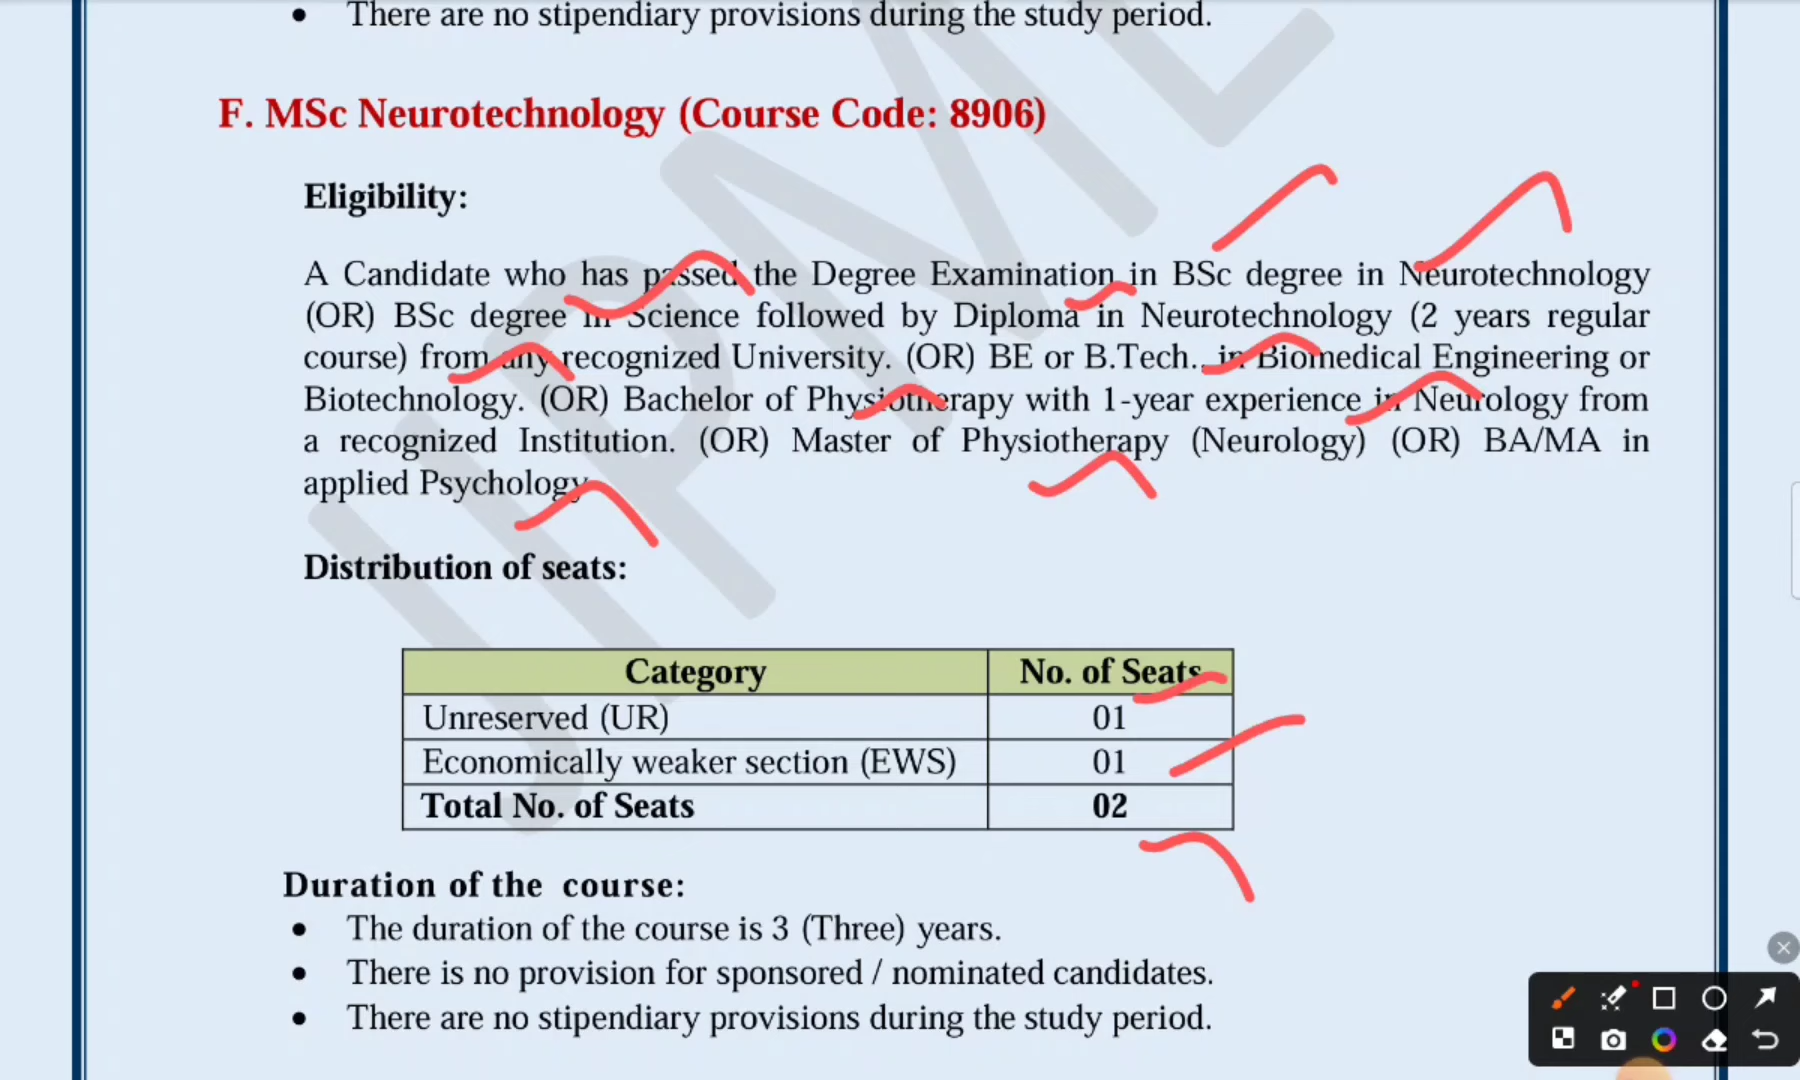 • There are no stipendiary provisions during the study period.
F. MSc Neurotechnology (Course Code: 8906)
Eligibility:
A Candidate who has passed the Degree Examination in BSc degree in Neurotechnology
(OR) BSc degree in Science followed by Diploma in Neurotechnology (2 years regular
course) from any recognized University. (OR) BE or B.Tech., in Biomedical Engineering or
Biotechnology. (OR) Bachelor of Physiotherapy with 1-year experience in Neurology from
a recognized Institution. (OR) Master of Physiotherapy (Neurology) (OR) BA/MA in
applied Psychology
Distribution of seats:
Category No. of Seats
Unreserved (UR) 01
Economically weaker section (EWS) 01
Total No. of Seats 02
Duration of the course:
• The duration of the course is 3 (Three) years.
• There is no provision for sponsored / nominated candidates.
• There are no stipendiary provisions during the study period.